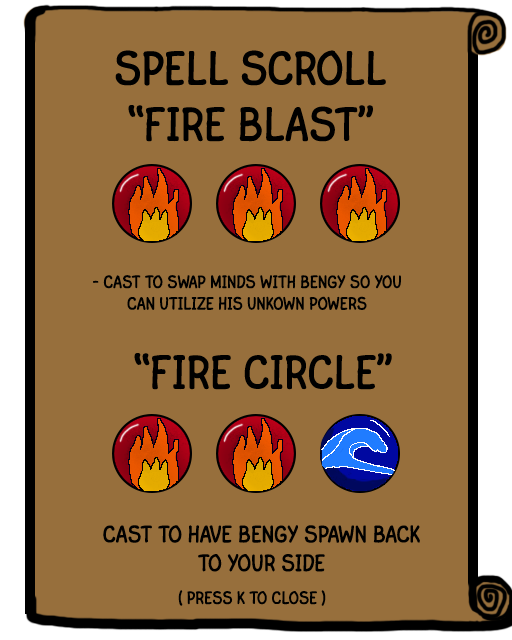 SPELL SCROLL
"FIRE BLAST"
- CAST TO SWAP MINDS WITH BENGY SO YOU
CAN UTILIZE HIS UNKOWN POWERS
"FIRE CIRCLE"
CAST TO HAVE BENGY SPAWN BACK
TO YOUR SIDE
( PRESS K TO CLOSE )